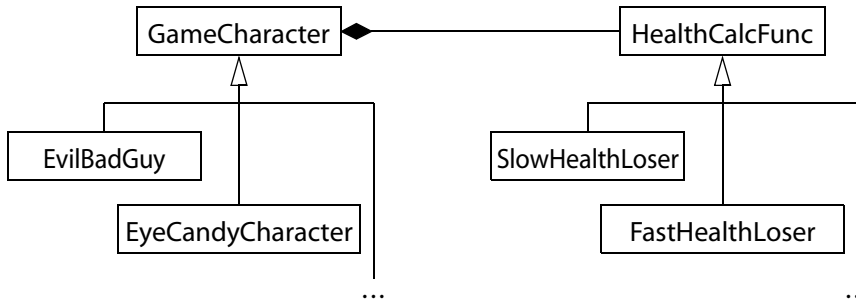 GameCharacter
HealthCalcFunc
EvilBadGuy
SlowHealthLoser
EyeCandyCharacter
FastHealthLoser
...
...